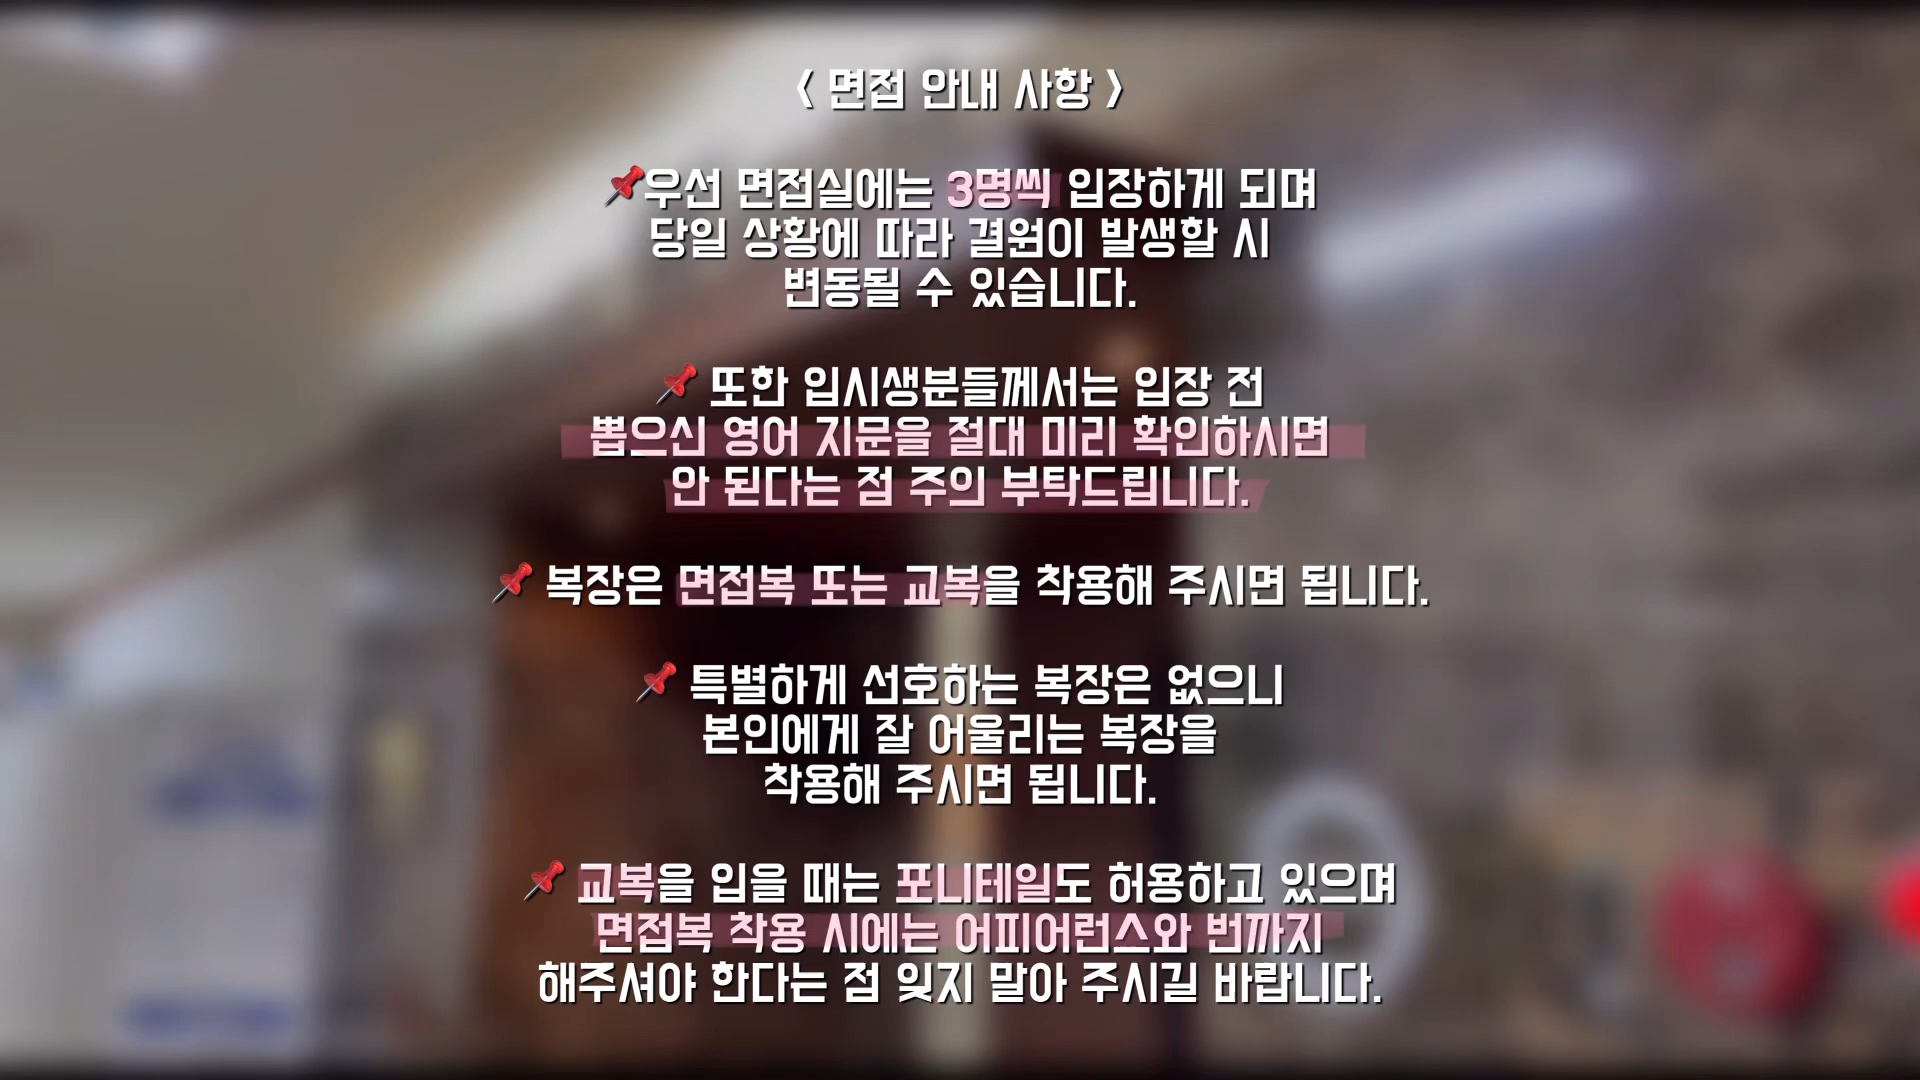 < 면접 안내 사항 >
📌우선 면접실에는 3명씩 입장하게 되며
당일 상황에 따라 결원이 발생할 시
변동될 수 있습니다.
📌 또한 입시생분들께서는 입장 전
뽑으신 영어 지문을 절대 미리 확인하시면
안 된다는 점 주의 부탁드립니다.
📌 복장은 면접복 또는 교복을 착용해 주시면 됩니다.
📌 특별하게 선호하는 복장은 없으니
본인에게 잘 어울리는 복장을
착용해 주시면 됩니다.
📌 교복을 입을 때는 포니테일도 허용하고 있으며
면접복 착용 시에는 어피어런스와 번까지
해주셔야 한다는 점 잊지 말아 주시길 바랍니다.